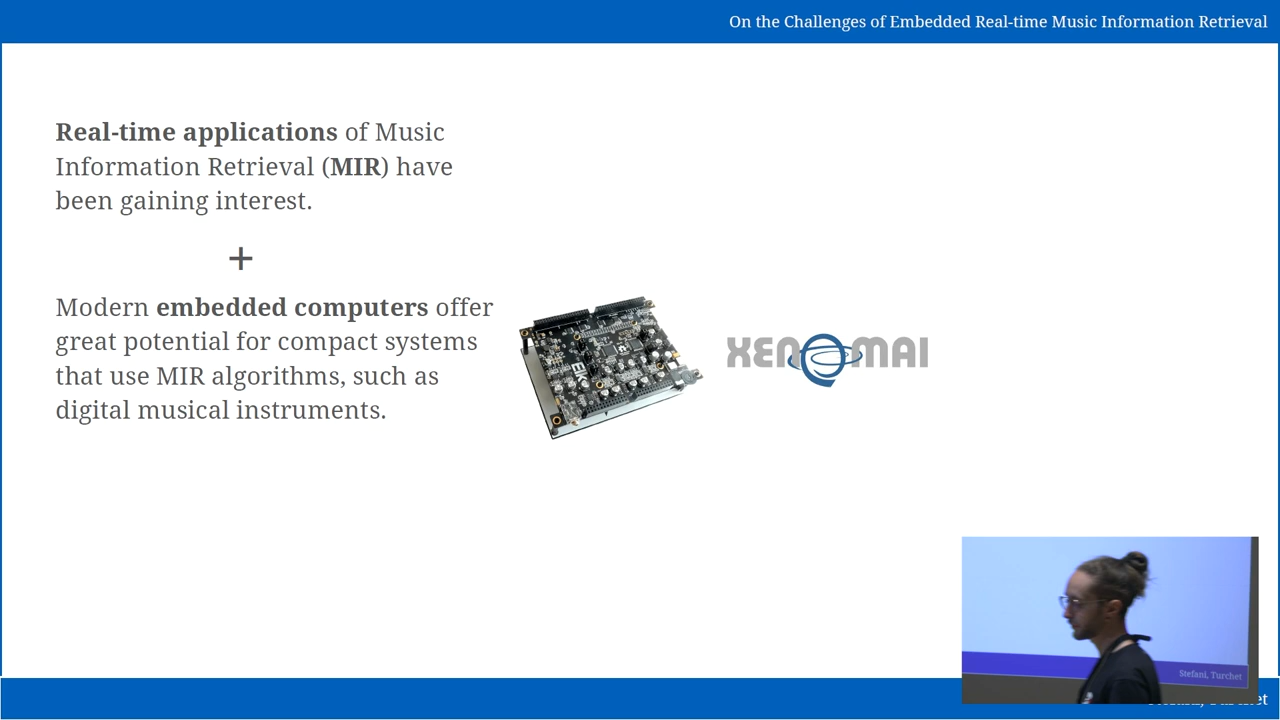 On the Challenges of Embedded Real-time Music Information Retrieval
Real-time applications of Music
Information Retrieval (MIR) have
been gaining interest.
+
Modern embedded computers offer
great potential for compact systems
that use MIR algorithms, such as
digital musical instruments.
XENOMAI
Stefani, Turchet